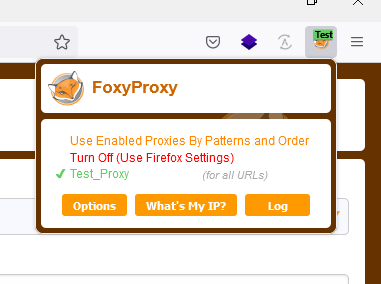 Test
FoxyProxy
Use Enabled Proxies By Patterns and Order
Turn Off (Use Firefox Settings)
Test_Proxy (for all URLs)
Options What's My IP? Log